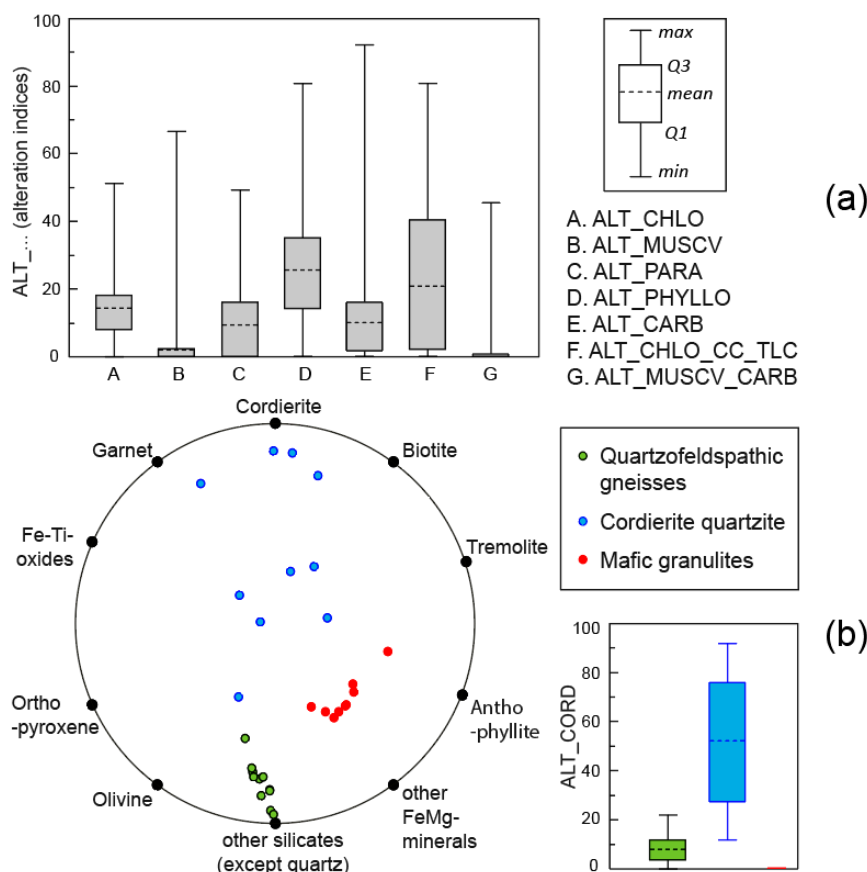 100
80
60
40
20
0
ALT_... (alteration indices)
A
B
C
D
E
F
G
max
Q3
mean
Q1
min
(a)
A. ALT_CHLO
B. ALT_MUSCV
C. ALT_PARA
D. ALT_PHYLLO
E. ALT_CARB
F. ALT_CHLO_CC_TLC
G. ALT_MUSCV_CARB
Cordierite
Garnet
Biotite
Fe-Ti-
oxides
Tremolite
Ortho
-pyroxene
Antho
-phyllite
Olivine
other
FeMg-
minerals
other silicates
(except quartz)
Quartzofeldspathic
gneisses
Cordierite quartzite
Mafic granulites
(b)
100
80
60
40
20
0
ALT_CORD